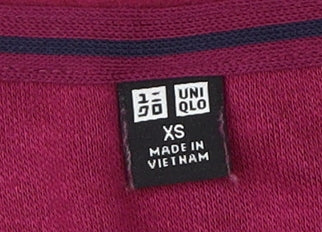 ユニ UNI
クロ QLO
XS
MADE IN
VIETNAM